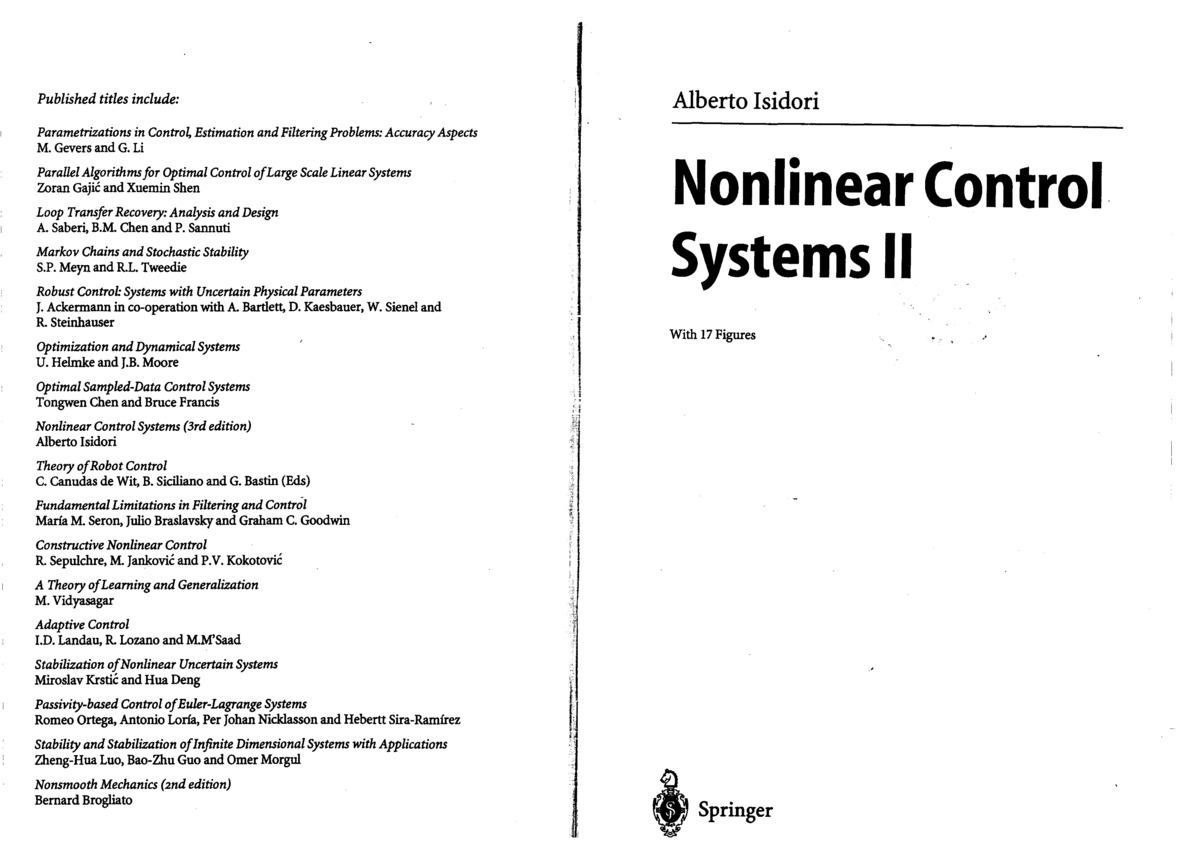 Published titles include:
Parametrizations in Control, Estimation and Filtering Problems: Accuracy Aspects
M. Gevers and G. Li
Parallel Algorithms for Optimal Control of Large Scale Linear Systems
Zoran Gajić and Xuemin Shen
Loop Transfer Recovery: Analysis and Design
A. Saberi, B.M. Chen and P. Sannuti
Markov Chains and Stochastic Stability
S.P. Meyn and R.L. Tweedie
Robust Control: Systems with Uncertain Physical Parameters
J. Ackermann in co-operation with A. Bartlett, D. Kaesbauer, W. Sienel and
R. Steinhauser
Optimization and Dynamical Systems
U. Helmke and J.B. Moore
Optimal Sampled-Data Control Systems
Tongwen Chen and Bruce Francis
Nonlinear Control Systems (3rd edition)
Alberto Isidori
Theory of Robot Control
C. Canudas de Wit, B. Siciliano and G. Bastin (Eds)
Fundamental Limitations in Filtering and Control
María M. Seron, Julio Braslavsky and Graham C. Goodwin
Constructive Nonlinear Control
R. Sepulchre, M. Janković and P.V. Kokotović
A Theory of Learning and Generalization
M. Vidyasagar
Adaptive Control
I.D. Landau, R. Lozano and M.M'Saad
Stabilization of Nonlinear Uncertain Systems
Miroslav Krstić and Hua Deng
Passivity-based Control of Euler-Lagrange Systems
Romeo Ortega, Antonio Loría, Per Johan Nicklasson and Hebertt Sira-Ramírez
Stability and Stabilization of Infinite Dimensional Systems with Applications
Zheng-Hua Luo, Bao-Zhu Guo and Omer Morgul
Nonsmooth Mechanics (2nd edition)
Bernard Brogliato
Alberto Isidori
Nonlinear Control
Systems II
With 17 Figures
Springer